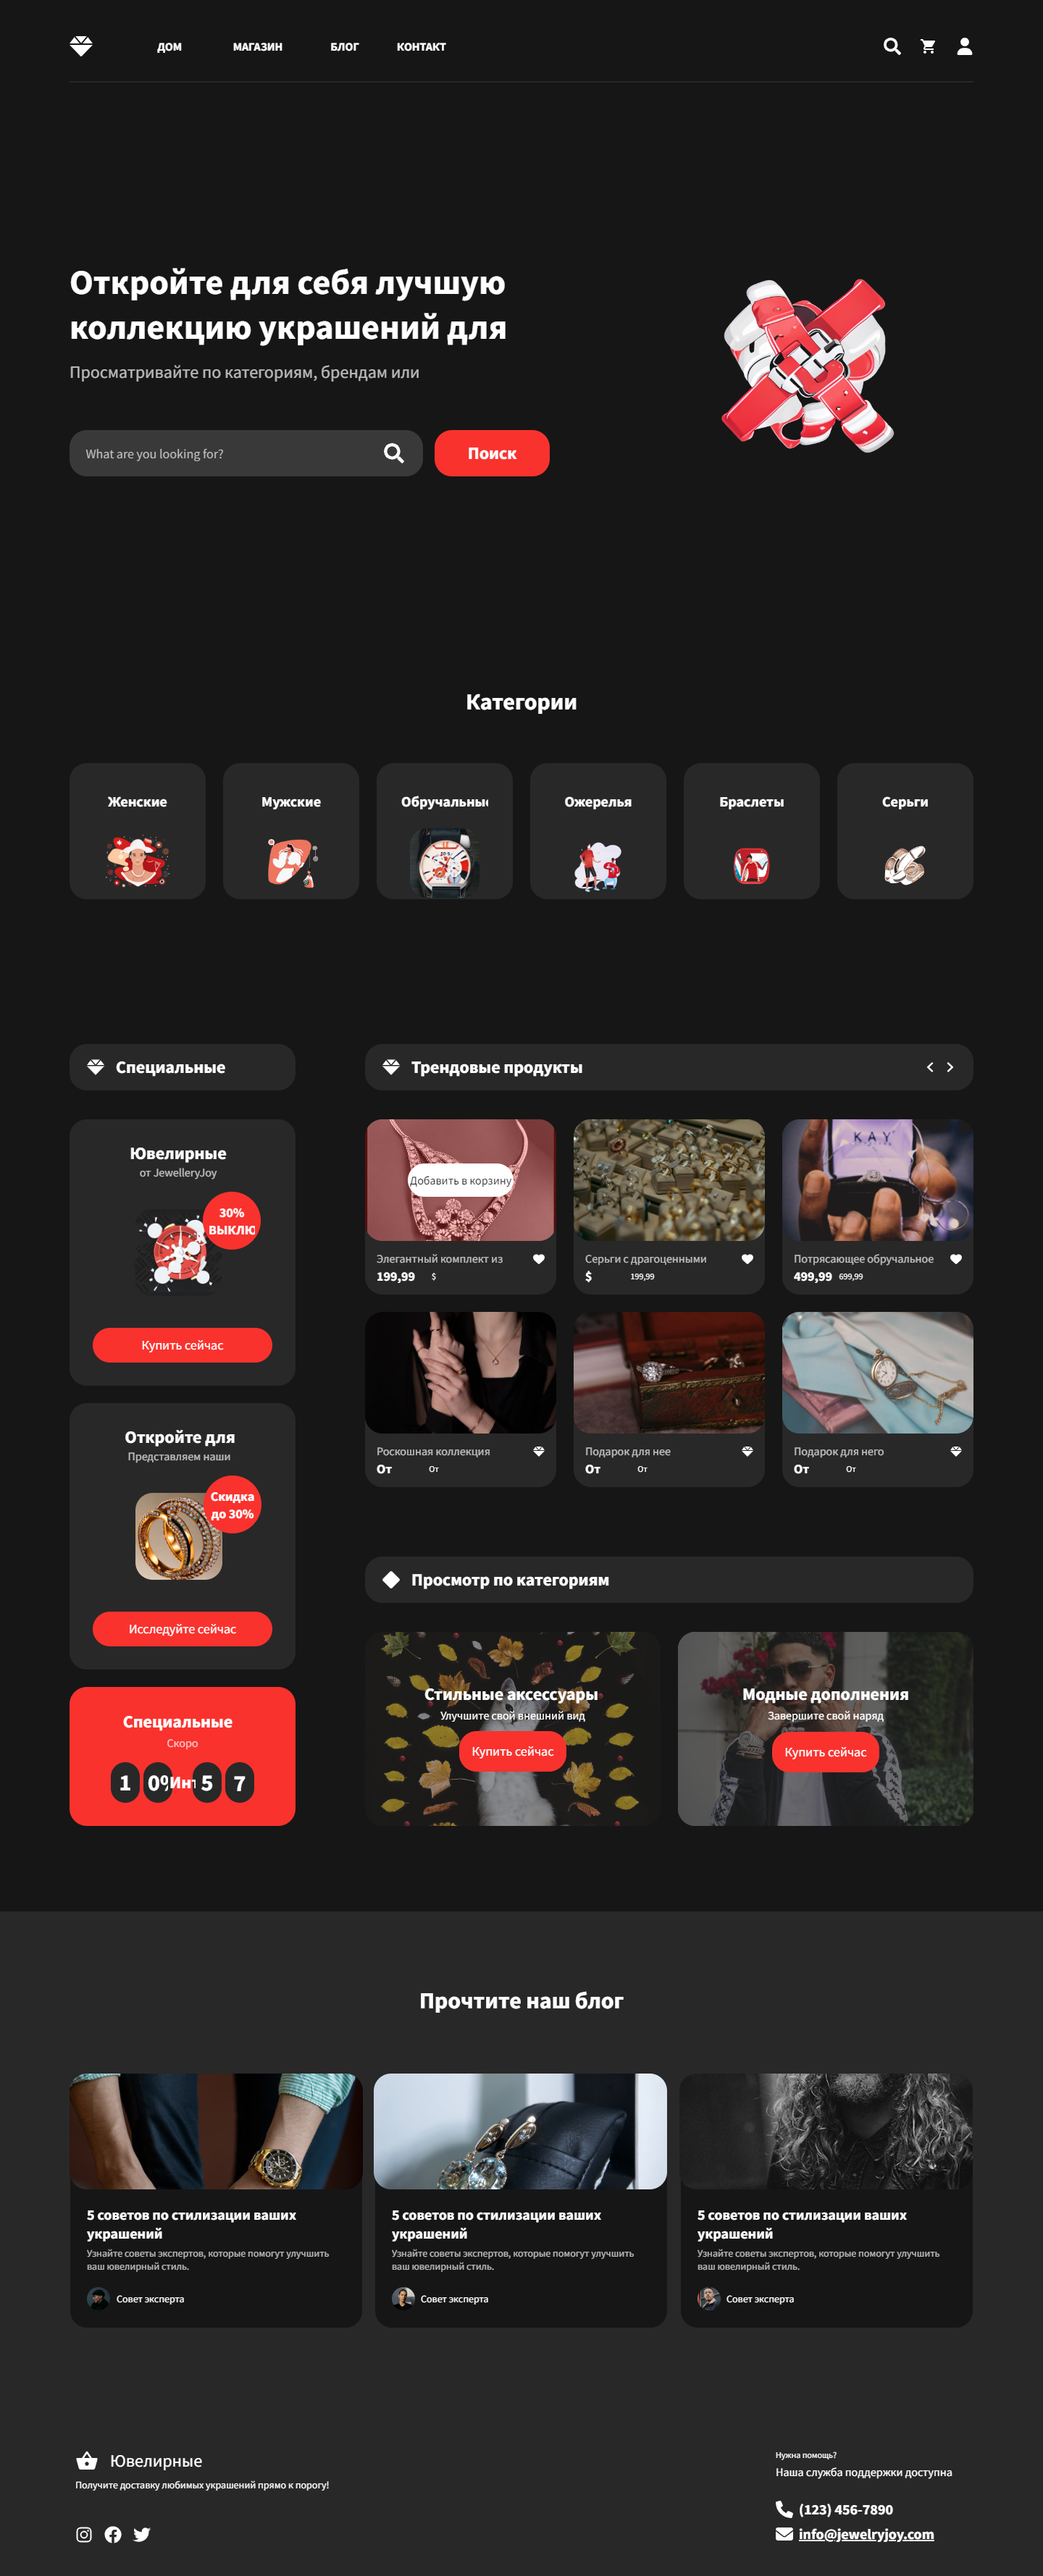 ДОМ
МАГАЗИН
БЛОГ
КОНТАКТ
Откройте для себя лучшую
коллекцию украшений для
Просматривайте по категориям, брендам или
What are you looking for?
Поиск
Категории
Женские
Мужские
Обручальные
Ожерелья
Браслеты
Серьги
Специальные
Ювелирные
от JewelleryJoy
30%
ВЫКЛЮ
Купить сейчас
Откройте для
Представляем наши
Скидка
до 30%
Исследуйте сейчас
Специальные
Скоро
1
0%
Инт
5
7
Трендовые продукты
Добавить в корзину
Элегантный комплект из
199,99 $
KAY
Серьги с драгоценными
$ 199,99
Потрясающее обручальное
499,99 699,99
Роскошная коллекция
От От
Подарок для нее
От От
Подарок для него
От От
Просмотр по категориям
Стильные аксессуары
Улучшите свой внешний вид
Купить сейчас
Модные дополнения
Завершите свой наряд
Купить сейчас
Прочтите наш блог
5 советов по стилизации ваших
украшений
Узнайте советы экспертов, которые помогут улучшить
ваш ювелирный стиль.
Совет эксперта
5 советов по стилизации ваших
украшений
Узнайте советы экспертов, которые помогут улучшить
ваш ювелирный стиль.
Совет эксперта
5 советов по стилизации ваших
украшений
Узнайте советы экспертов, которые помогут улучшить
ваш ювелирный стиль.
Совет эксперта
Ювелирные
Получите доставку любимых украшений прямо к порогу!
Нужна помощь?
Наша служба поддержки доступна
(123) 456-7890
info@jewelryjoy.com